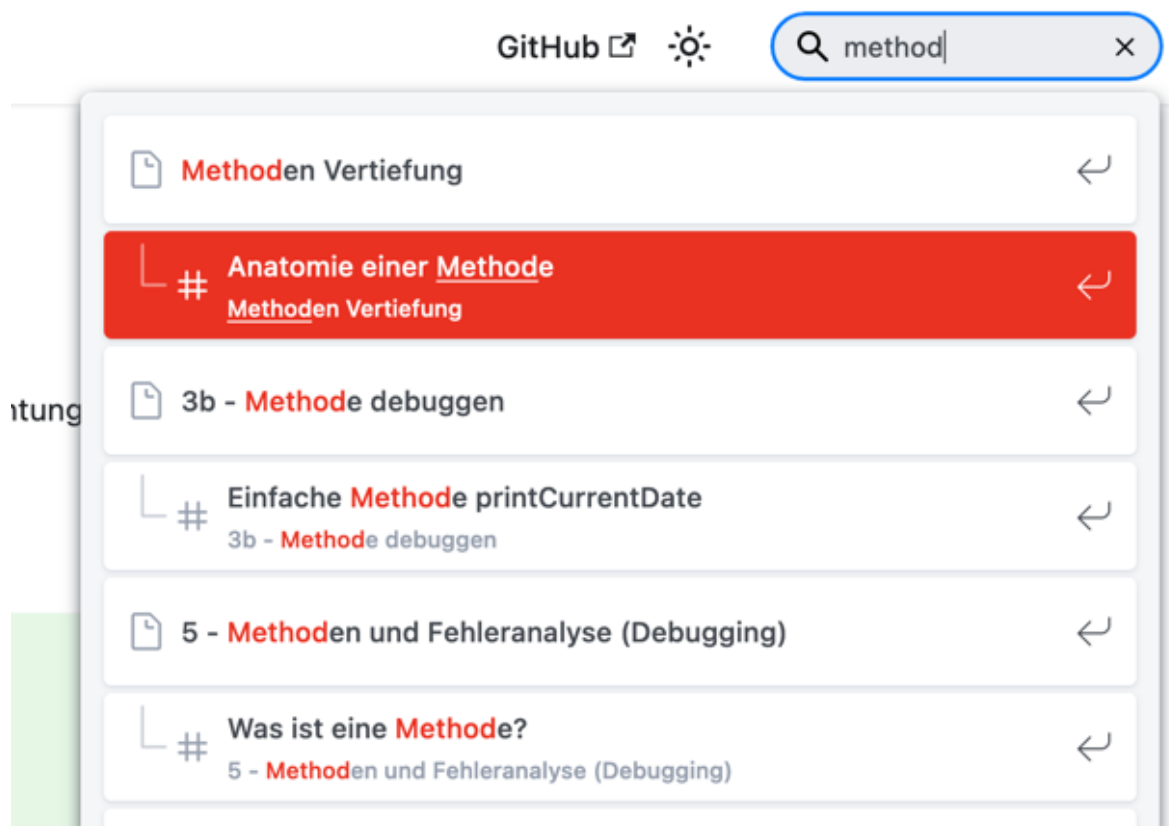 GitHub
method
Methoden Vertiefung
# Anatomie einer Methode
Methoden Vertiefung
ntung
3b - Methode debuggen
# Einfache Methode printCurrentDate
3b - Methode debuggen
5 - Methoden und Fehleranalyse (Debugging)
# Was ist eine Methode?
5 - Methoden und Fehleranalyse (Debugging)